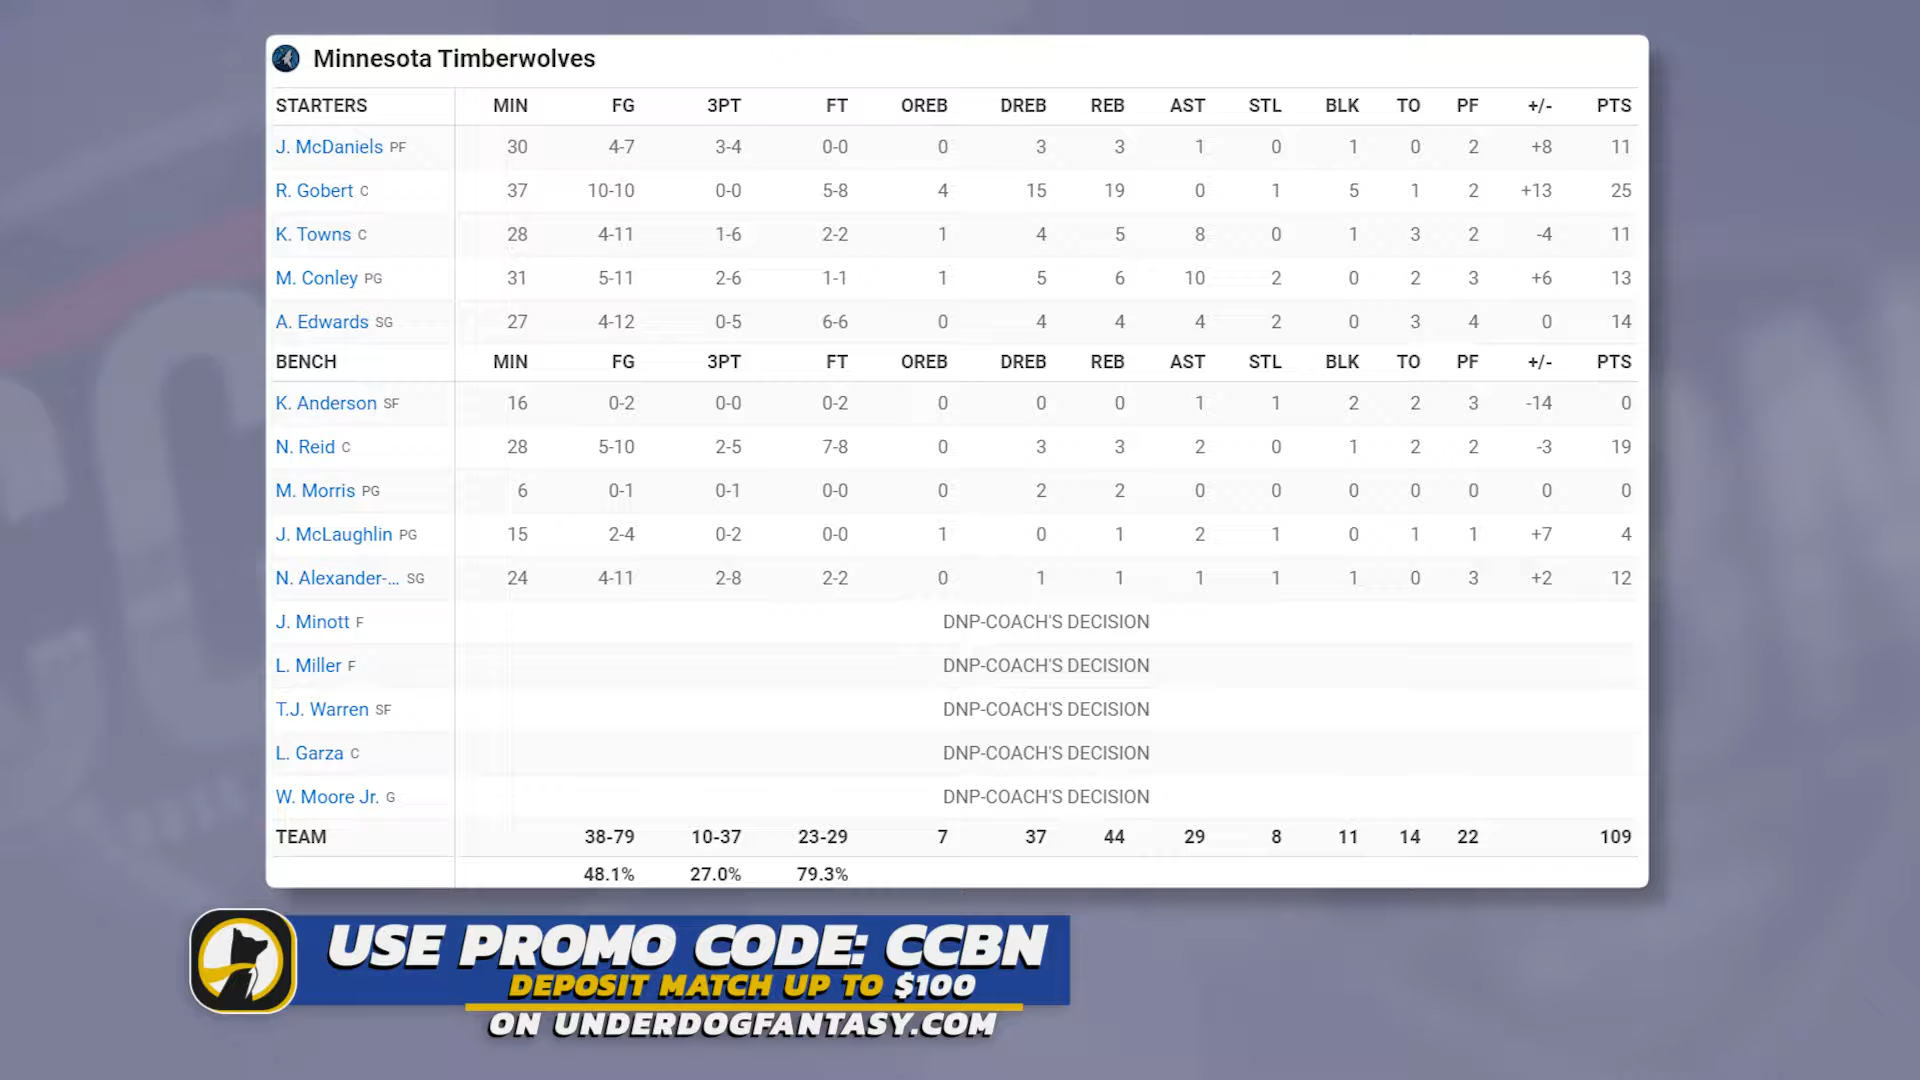 Minnesota Timberwolves
STARTERS MIN FG 3PT FT OREB DREB REB AST STL BLK TO PF +/- PTS
J. McDaniels PF 30 4-7 3-4 0-0 0 3 3 1 0 1 0 2 +8 11
R. Gobert C 37 10-10 0-0 5-8 4 15 19 0 1 5 1 2 +13 25
K. Towns C 28 4-11 1-6 2-2 1 4 5 8 0 1 3 2 -4 11
M. Conley PG 31 5-11 2-6 1-1 1 5 6 10 2 0 2 3 +6 13
A. Edwards SG 27 4-12 0-5 6-6 0 4 4 4 2 0 3 4 0 14
BENCH MIN FG 3PT FT OREB DREB REB AST STL BLK TO PF +/- PTS
K. Anderson SF 16 0-2 0-0 0-2 0 0 0 1 1 2 2 3 -14 0
N. Reid C 28 5-10 2-5 7-8 0 3 3 2 0 1 2 2 -3 19
M. Morris PG 6 0-1 0-1 0-0 0 2 2 0 0 0 0 0 0 0
J. McLaughlin PG 15 2-4 0-2 0-0 1 0 1 2 1 0 1 1 +7 4
N. Alexander-... SG 24 4-11 2-8 2-2 0 1 1 1 1 1 0 3 +2 12
J. Minott F DNP-COACH'S DECISION
L. Miller F DNP-COACH'S DECISION
T.J. Warren SF DNP-COACH'S DECISION
L. Garza C DNP-COACH'S DECISION
W. Moore Jr. G DNP-COACH'S DECISION
TEAM 38-79 10-37 23-29 7 37 44 29 8 11 14 22 109
48.1% 27.0% 79.3%
USE PROMO CODE: CCBN
DEPOSIT MATCH UP TO $100
ON UNDERDOGFANTASY.COM